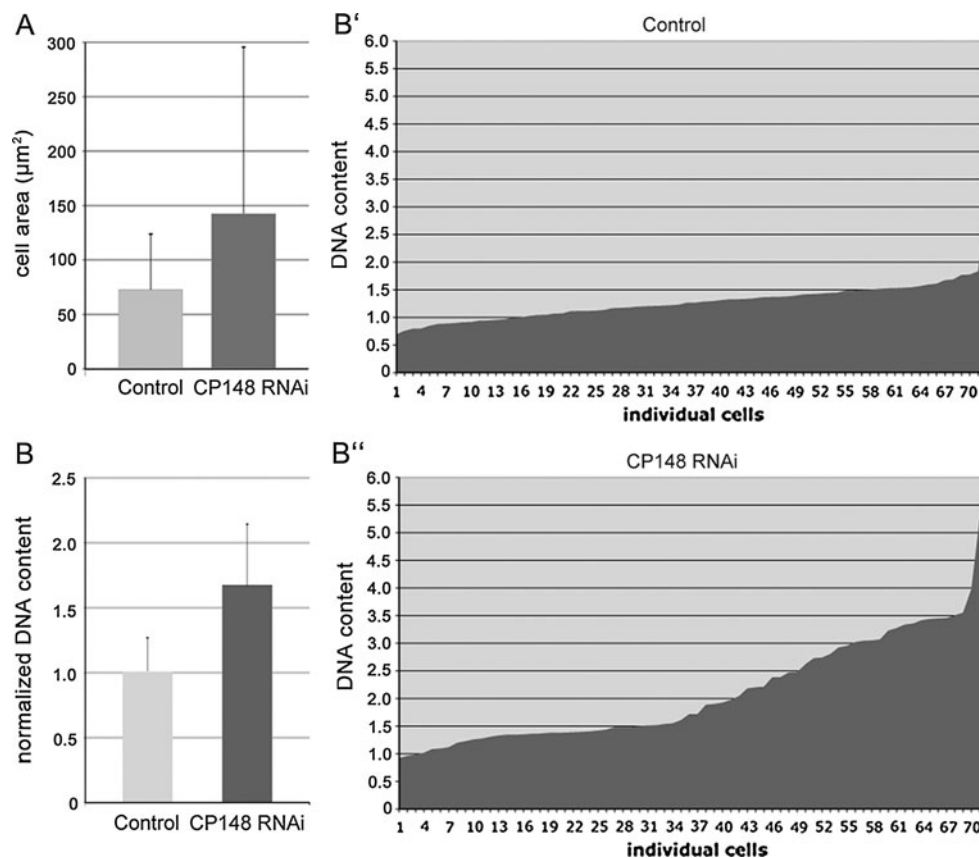 A
300
250
200
150
100
50
0
cell area (µm²)
Control CP148 RNAi
B‘
Control
6.0
5.5
5.0
4.5
4.0
3.5
3.0
2.5
2.0
1.5
1.0
0.5
0
DNA content
1 4 7 10 13 16 19 22 25 28 31 34 37 40 43 46 49 52 55 58 61 64 67 70
individual cells
B
2.5
2.0
1.5
1.0
0.5
0
normalized DNA content
Control CP148 RNAi
B“
CP148 RNAi
6.0
5.5
5.0
4.5
4.0
3.5
3.0
2.5
2.0
1.5
1.0
0.5
0
DNA content
1 4 7 10 13 16 19 22 25 28 31 34 37 40 43 46 49 52 55 58 61 64 67 70
individual cells